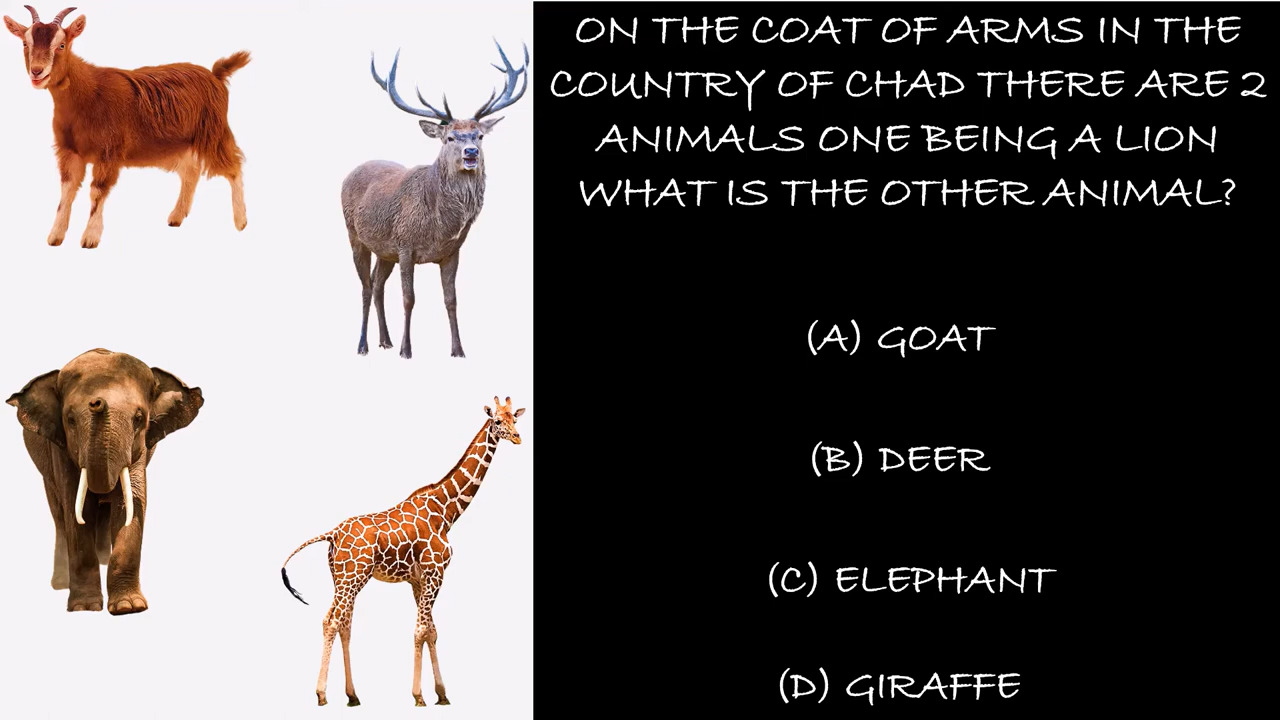 ON THE COAT OF ARMS IN THE
COUNTRY OF CHAD THERE ARE 2
ANIMALS ONE BEING A LION
WHAT IS THE OTHER ANIMAL?
(A) GOAT
(B) DEER
(C) ELEPHANT
(D) GIRAFFE